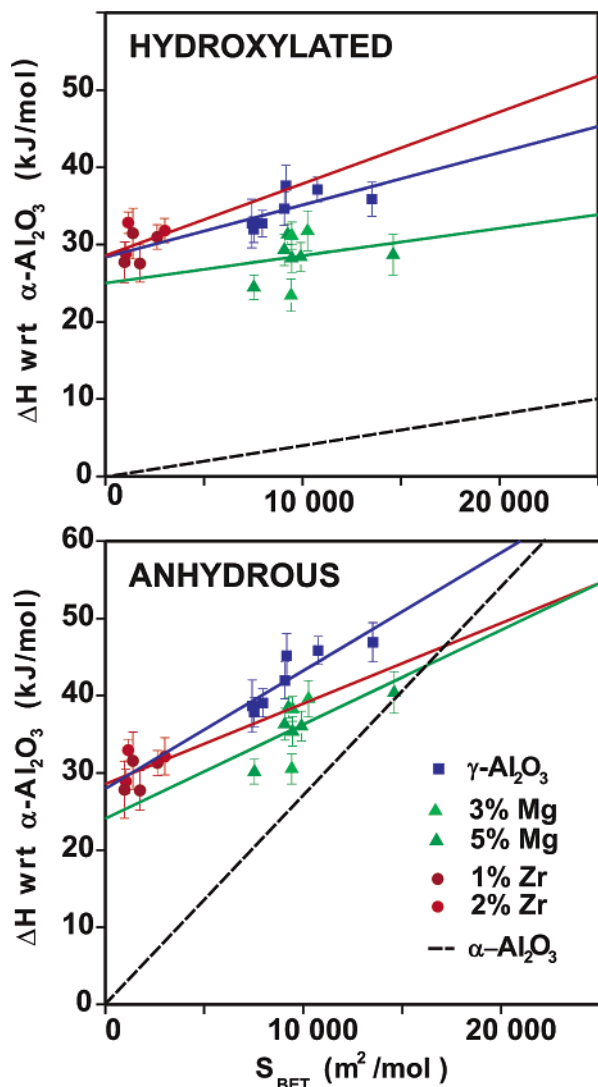 HYDROXYLATED
ΔH wrt α-Al₂O₃ (kJ/mol)
50
40
30
20
10
0
0
10 000
20 000
ANHYDROUS
ΔH wrt α-Al₂O₃ (kJ/mol)
60
50
40
30
20
10
0
γ-Al₂O₃
3% Mg
5% Mg
1% Zr
2% Zr
α–Al₂O₃
0
10 000
20 000
S_BET (m²/mol)